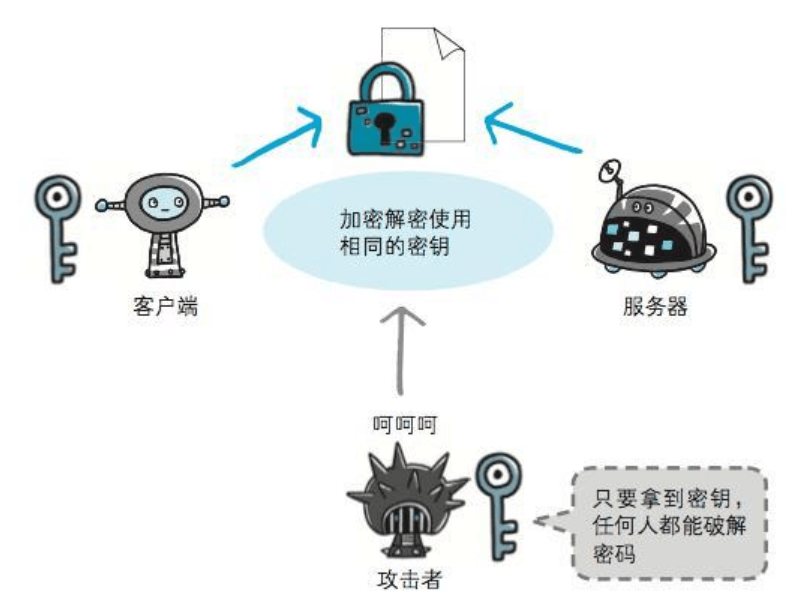 加密解密使用
相同的密钥
客户端
服务器
呵呵呵
只要拿到密钥，
任何人都能破解
密码
攻击者